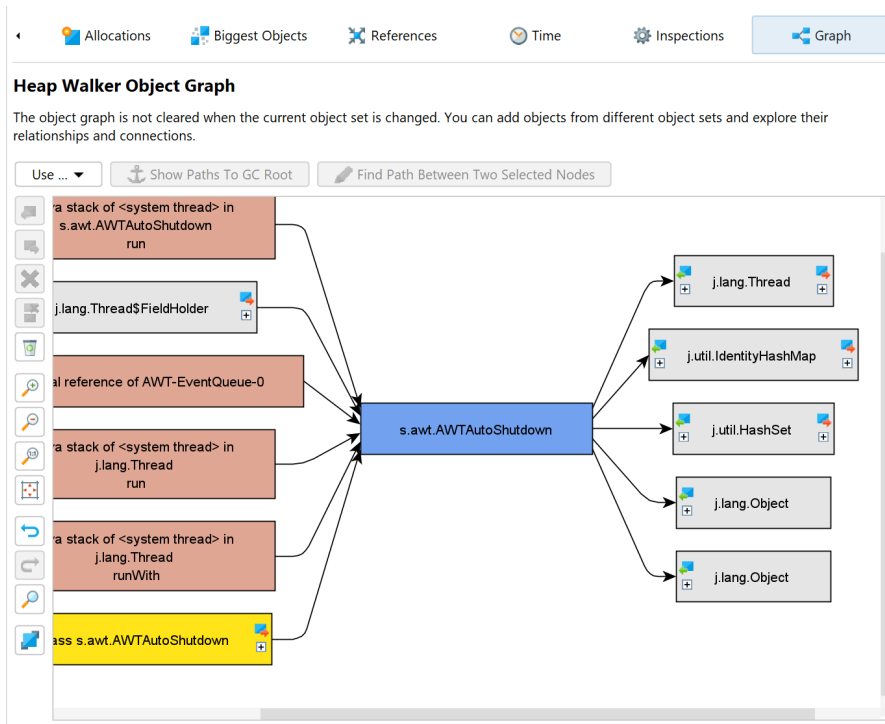 Allocations
Biggest Objects
References
Time
Inspections
Graph
Heap Walker Object Graph
The object graph is not cleared when the current object set is changed. You can add objects from different object sets and explore their
relationships and connections.
Use ...
Show Paths To GC Root
Find Path Between Two Selected Nodes
va stack of <system thread> in
s.awt.AWTAutoShutdown
run
j.lang.Thread$FieldHolder
al reference of AWT-EventQueue-0
va stack of <system thread> in
j.lang.Thread
run
va stack of <system thread> in
j.lang.Thread
runWith
ass s.awt.AWTAutoShutdown
s.awt.AWTAutoShutdown
j.lang.Thread
j.util.IdentityHashMap
j.util.HashSet
j.lang.Object
j.lang.Object
1:1